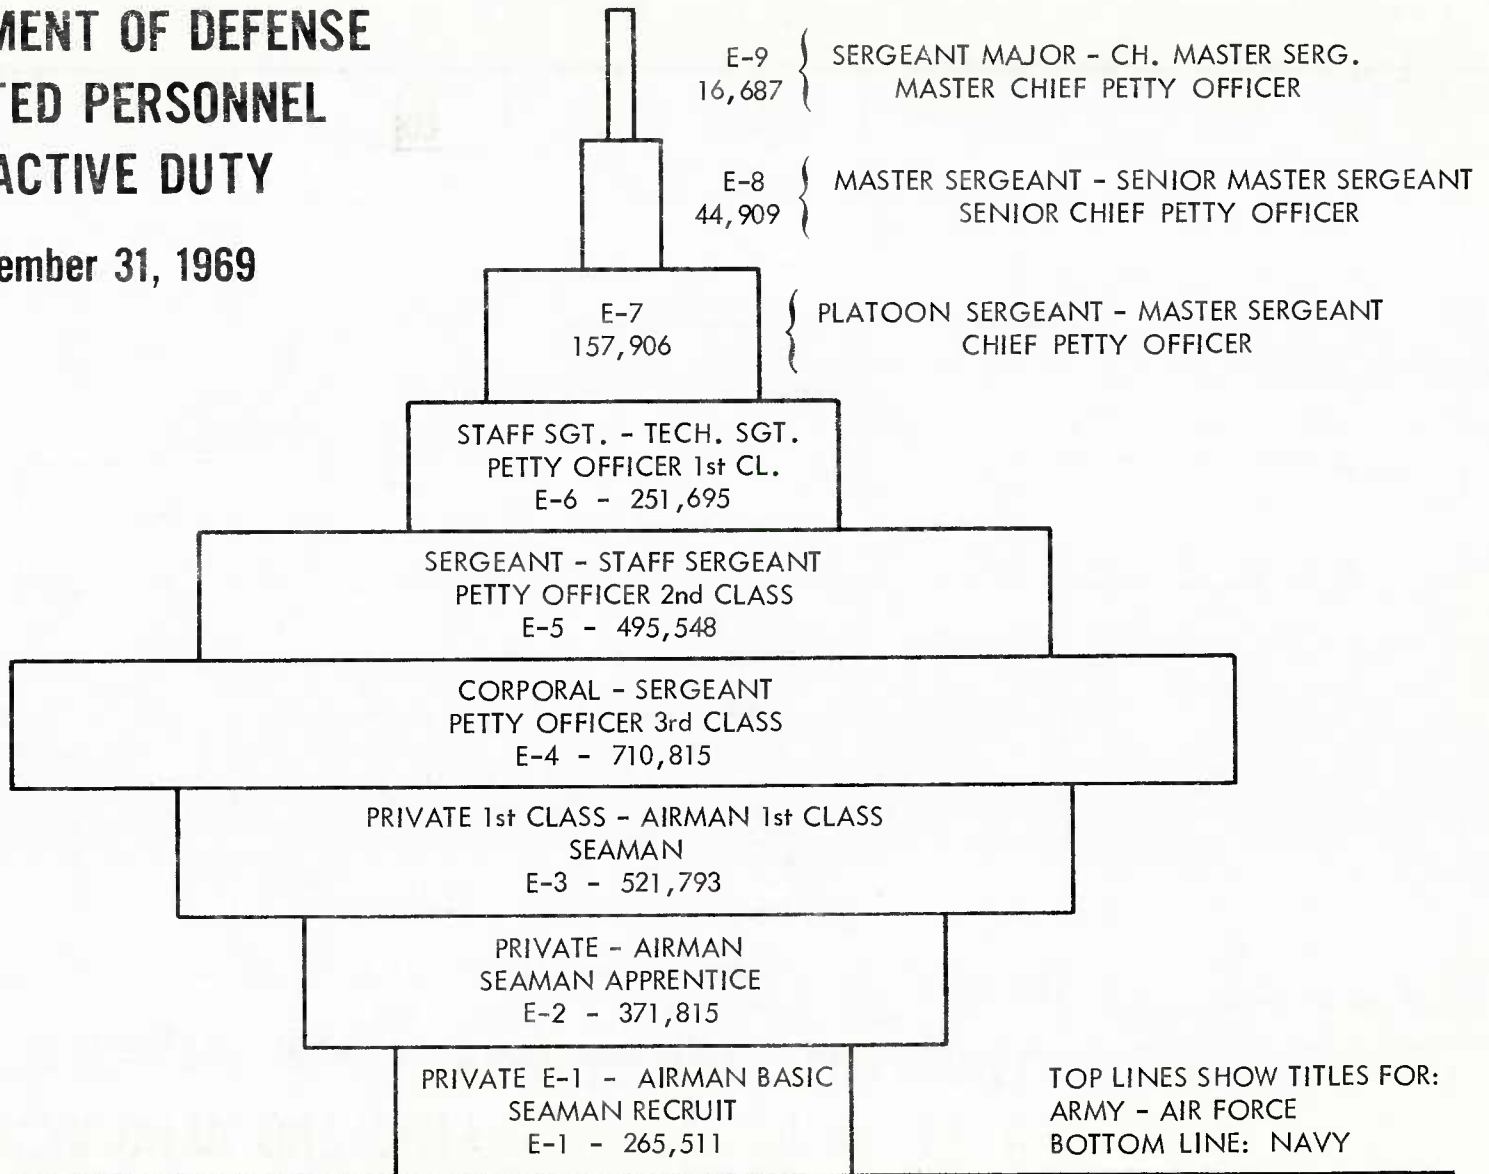 MENT OF DEFENSE
TED PERSONNEL
ACTIVE DUTY
ember 31, 1969
E-9
16,687
SERGEANT MAJOR - CH. MASTER SERG.
MASTER CHIEF PETTY OFFICER
E-8
44,909
MASTER SERGEANT - SENIOR MASTER SERGEANT
SENIOR CHIEF PETTY OFFICER
E-7
157,906
PLATOON SERGEANT - MASTER SERGEANT
CHIEF PETTY OFFICER
STAFF SGT. - TECH. SGT.
PETTY OFFICER 1st CL.
E-6 - 251,695
SERGEANT - STAFF SERGEANT
PETTY OFFICER 2nd CLASS
E-5 - 495,548
CORPORAL - SERGEANT
PETTY OFFICER 3rd CLASS
E-4 - 710,815
PRIVATE 1st CLASS - AIRMAN 1st CLASS
SEAMAN
E-3 - 521,793
PRIVATE - AIRMAN
SEAMAN APPRENTICE
E-2 - 371,815
PRIVATE E-1 - AIRMAN BASIC
SEAMAN RECRUIT
E-1 - 265,511
TOP LINES SHOW TITLES FOR:
ARMY - AIR FORCE
BOTTOM LINE: NAVY